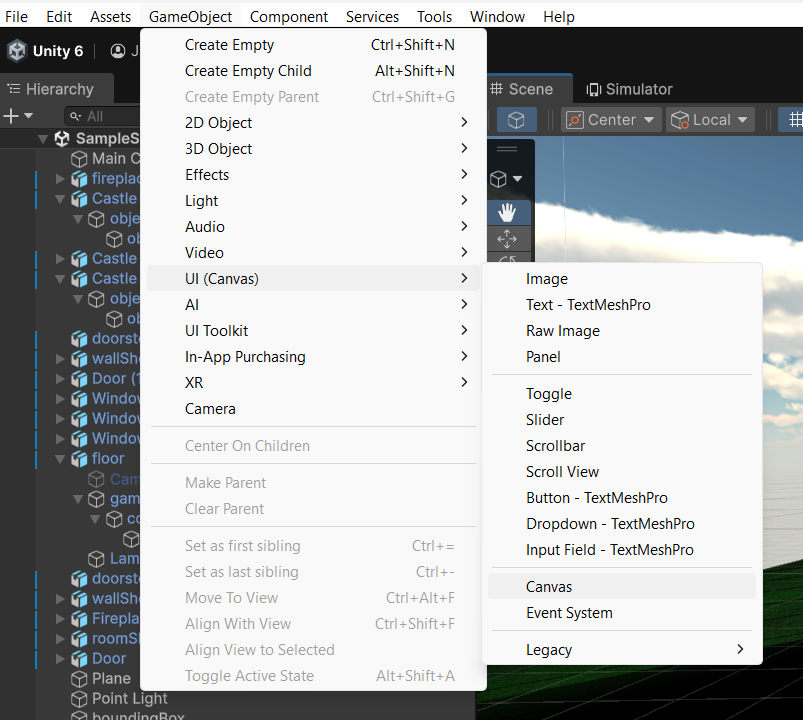 File Edit Assets GameObject Component Services Tools Window Help
Unity 6 J
Hierarchy
All
SampleS
Main C
fireplac
Castle
obje
ob
Castle
Castle
obje
ob
doorst
wallSh
Door (1
Window
Window
Window
floor
Cam
gam
co
Lam
doorst
wallSh
Firepla
roomSh
Door
Plane
Point Light
boundingBox
Create Empty Ctrl+Shift+N
Create Empty Child Alt+Shift+N
Create Empty Parent Ctrl+Shift+G
2D Object
3D Object
Effects
Light
Audio
Video
UI (Canvas)
AI
UI Toolkit
In-App Purchasing
XR
Camera
Center On Children
Make Parent
Clear Parent
Set as first sibling Ctrl+=
Set as last sibling Ctrl+-
Move To View Ctrl+Alt+F
Align With View Ctrl+Shift+F
Align View to Selected
Toggle Active State Alt+Shift+A
Scene Simulator
Center Local
Image
Text - TextMeshPro
Raw Image
Panel
Toggle
Slider
Scrollbar
Scroll View
Button - TextMeshPro
Dropdown - TextMeshPro
Input Field - TextMeshPro
Canvas
Event System
Legacy